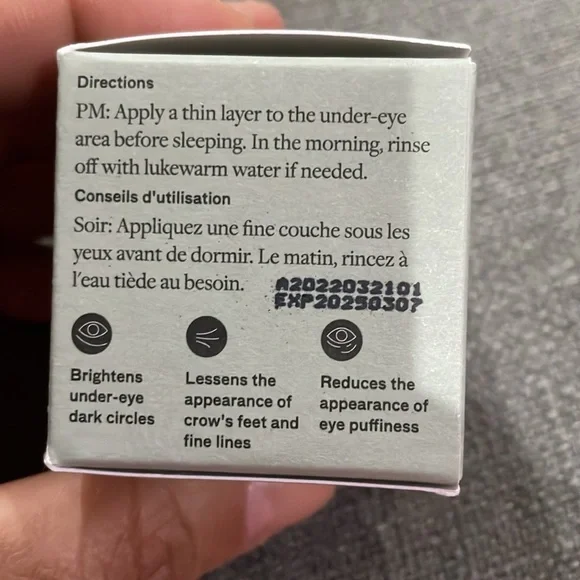 Directions
PM: Apply a thin layer to the under-eye
area before sleeping. In the morning, rinse
off with lukewarm water if needed.
Conseils d'utilisation
Soir: Appliquez une fine couche sous les
yeux avant de dormir. Le matin, rincez à
l'eau tiède au besoin.
A2022032101
EXP20250307
Brightens
under-eye
dark circles
Lessens the
appearance of
crow's feet and
fine lines
Reduces the
appearance of
eye puffiness